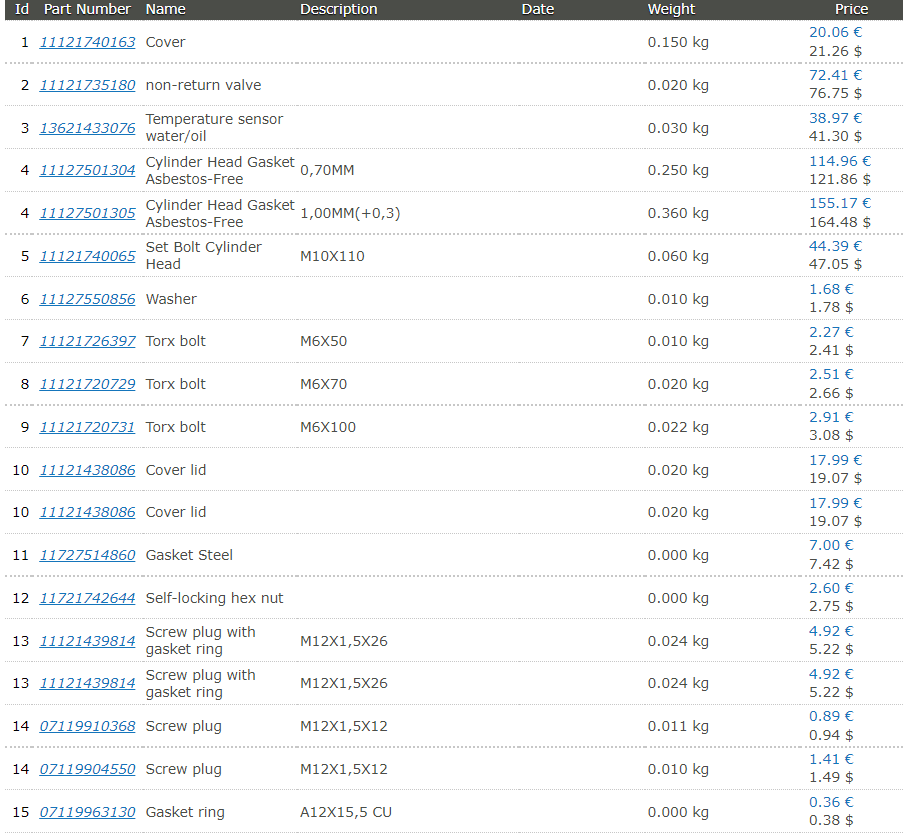 Id Part Number Name Description Date Weight Price
1 11121740163 Cover 0.150 kg 20.06 €
21.26 $
2 11121735180 non-return valve 0.020 kg 72.41 €
76.75 $
3 13621433076 Temperature sensor
water/oil 0.030 kg 38.97 €
41.30 $
4 11127501304 Cylinder Head Gasket
Asbestos-Free 0,70MM 0.250 kg 114.96 €
121.86 $
4 11127501305 Cylinder Head Gasket
Asbestos-Free 1,00MM(+0,3) 0.360 kg 155.17 €
164.48 $
5 11121740065 Set Bolt Cylinder
Head M10X110 0.060 kg 44.39 €
47.05 $
6 11127550856 Washer 0.010 kg 1.68 €
1.78 $
7 11121726397 Torx bolt M6X50 0.010 kg 2.27 €
2.41 $
8 11121720729 Torx bolt M6X70 0.020 kg 2.51 €
2.66 $
9 11121720731 Torx bolt M6X100 0.022 kg 2.91 €
3.08 $
10 11121438086 Cover lid 0.020 kg 17.99 €
19.07 $
10 11121438086 Cover lid 0.020 kg 17.99 €
19.07 $
11 11727514860 Gasket Steel 0.000 kg 7.00 €
7.42 $
12 11721742644 Self-locking hex nut 0.000 kg 2.60 €
2.75 $
13 11121439814 Screw plug with
gasket ring M12X1,5X26 0.024 kg 4.92 €
5.22 $
13 11121439814 Screw plug with
gasket ring M12X1,5X26 0.024 kg 4.92 €
5.22 $
14 07119910368 Screw plug M12X1,5X12 0.011 kg 0.89 €
0.94 $
14 07119904550 Screw plug M12X1,5X12 0.010 kg 1.41 €
1.49 $
15 07119963130 Gasket ring A12X15,5 CU 0.000 kg 0.36 €
0.38 $